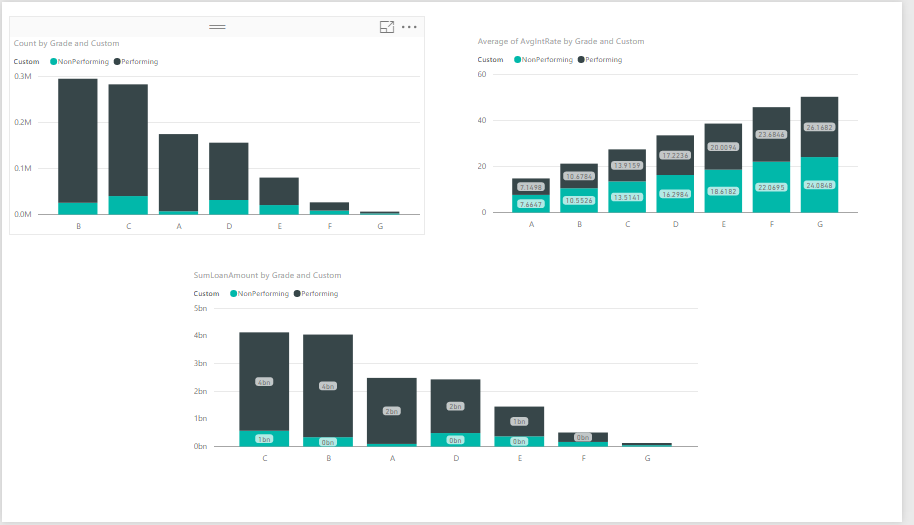 Count by Grade and Custom
Custom NonPerforming Performing
0.3M
0.2M
0.1M
0.0M
B C A D E F G
Average of AvgIntRate by Grade and Custom
Custom NonPerforming Performing
60
40
20
0
7.1498 10.6784 13.9159 17.2236 20.0094 23.6846 26.1682
7.6647 10.5526 13.5141 16.2984 18.6182 22.0695 24.0848
A B C D E F G
SumLoanAmount by Grade and Custom
Custom NonPerforming Performing
5bn
4bn
3bn
2bn
1bn
0bn
4bn 4bn 2bn 2bn 1bn 0bn
1bn 0bn 0bn 0bn
C B A D E F G